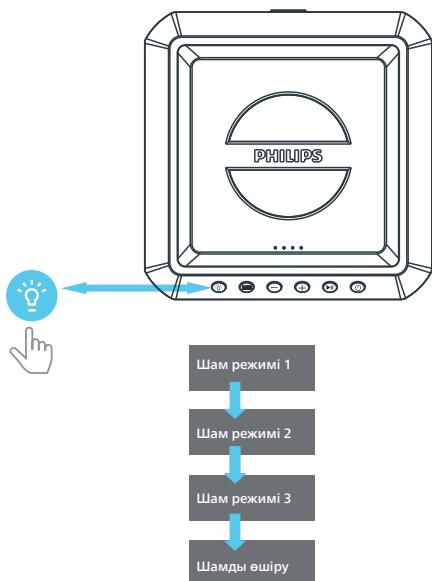 PHILIPS
Шам режимі 1
Шам режимі 2
Шам режимі 3
Шамды өшіру